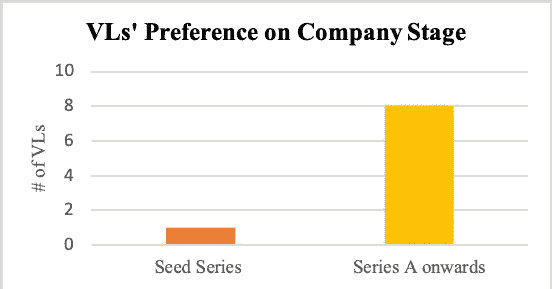 VLs' Preference on Company Stage
10
8
6
4
2
0
# of VLs
Seed Series
Series A onwards